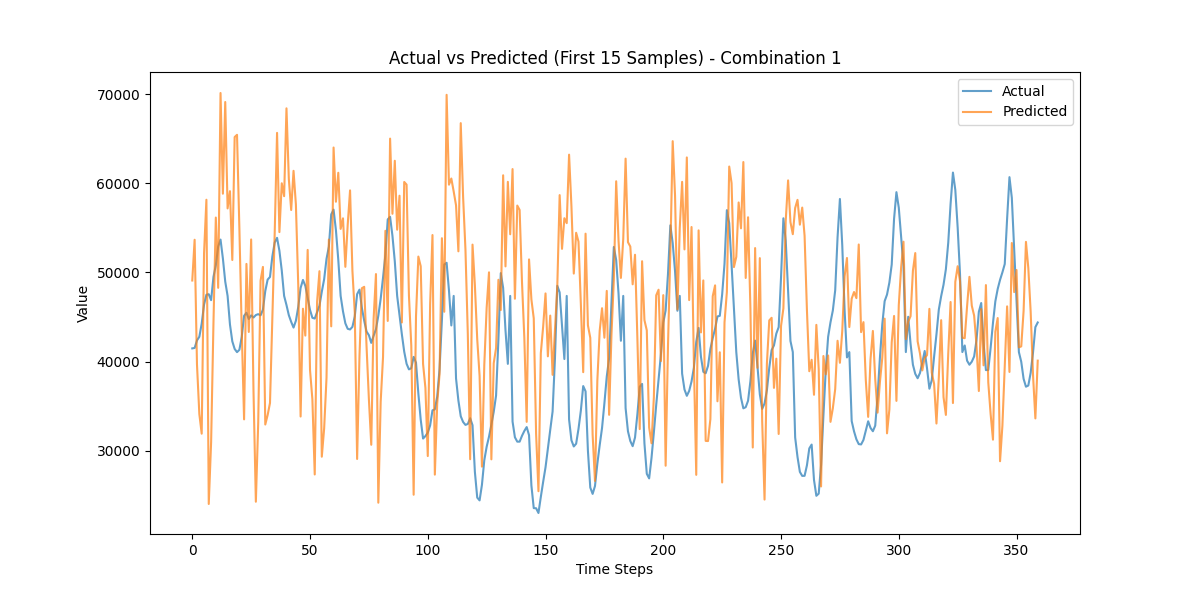 Actual vs Predicted (First 15 Samples) - Combination 1
Actual
Predicted
Value
70000
60000
50000
40000
30000
0 50 100 150 200 250 300 350
Time Steps